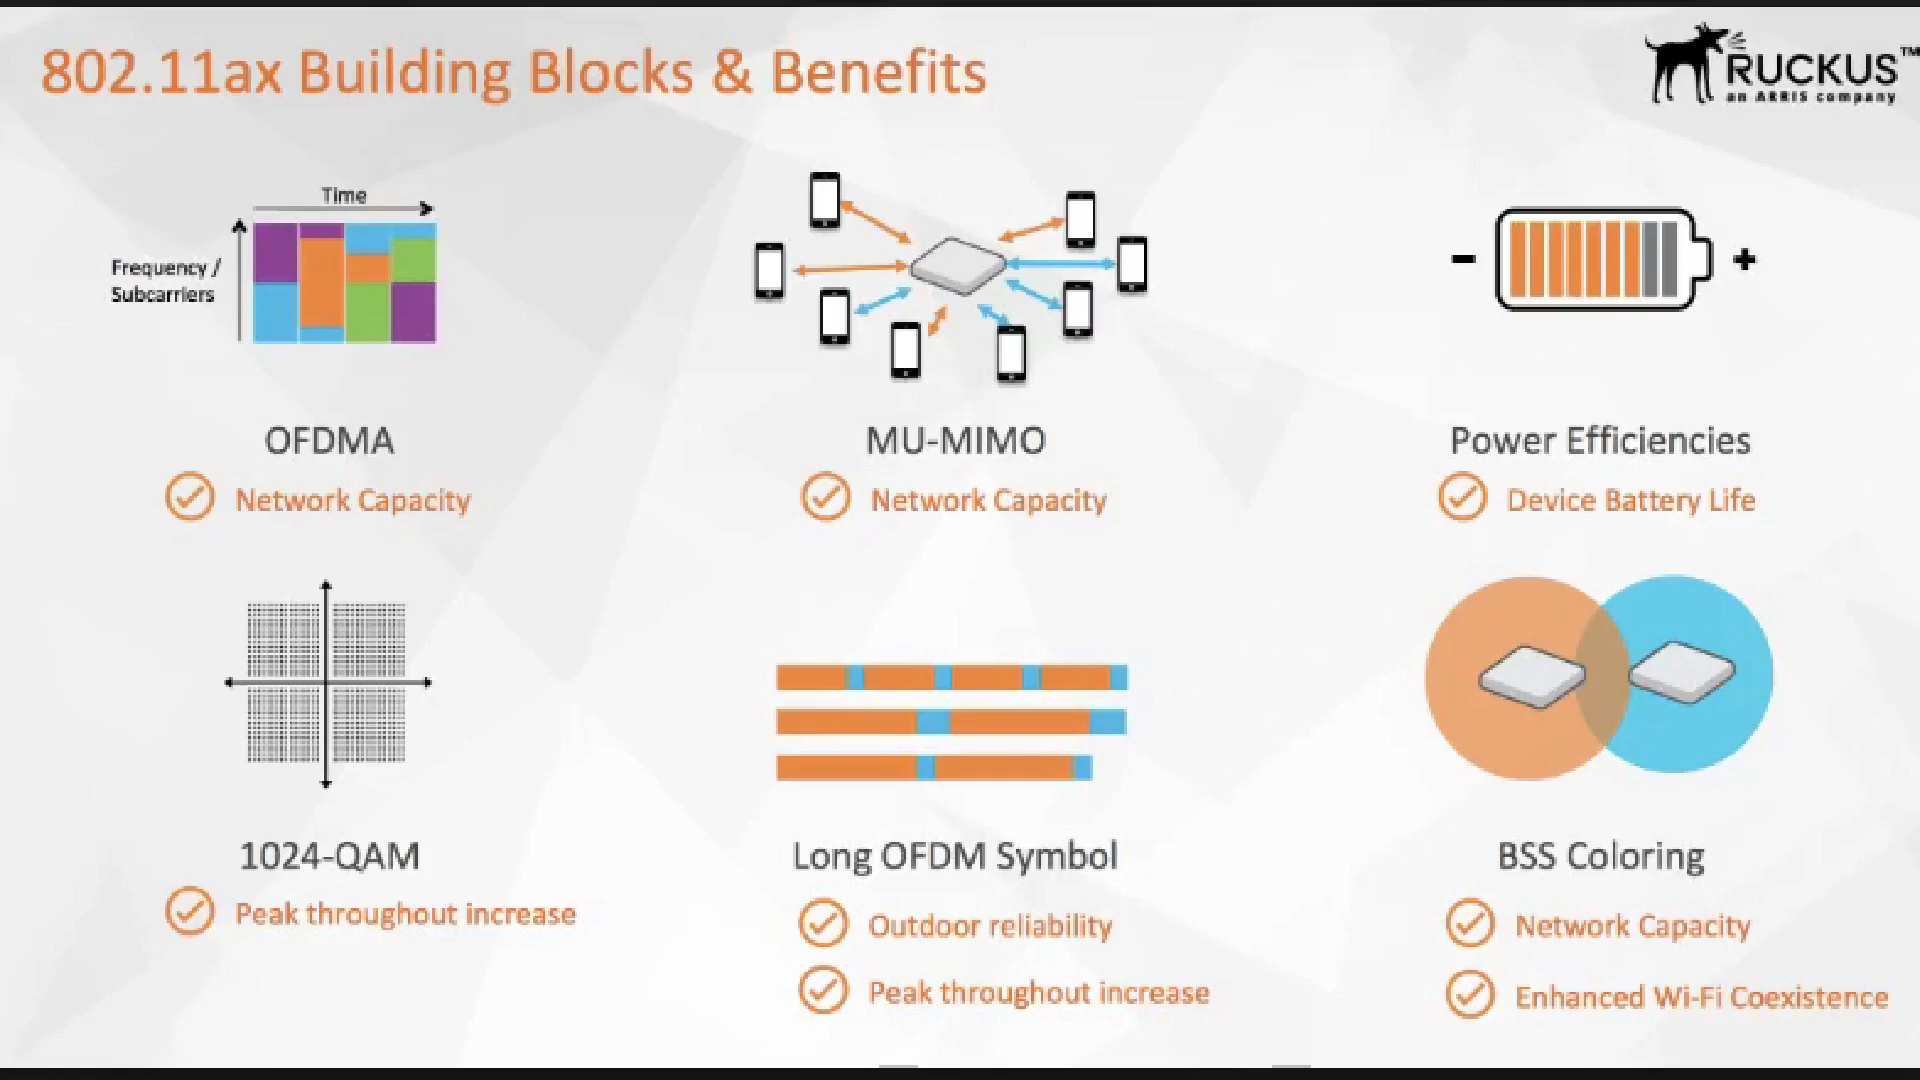 802.11ax Building Blocks & Benefits
RUCKUS™
an ARRIS company
Time
Frequency /
Subcarriers
- +
OFDMA
Network Capacity
MU-MIMO
Network Capacity
Power Efficiencies
Device Battery Life
1024-QAM
Peak throughout increase
Long OFDM Symbol
Outdoor reliability
Peak throughout increase
BSS Coloring
Network Capacity
Enhanced Wi-Fi Coexistence